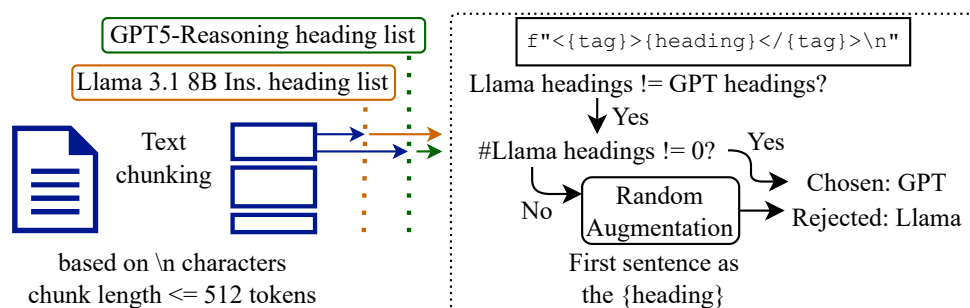 GPT5-Reasoning heading list
Llama 3.1 8B Ins. heading list
Text
chunking
based on \n characters
chunk length <= 512 tokens
f"<{tag}>{heading}</{tag}>\n"
Llama headings != GPT headings?
Yes
#Llama headings != 0?
Yes
No
Random
Augmentation
Chosen: GPT
Rejected: Llama
First sentence as
the {heading}